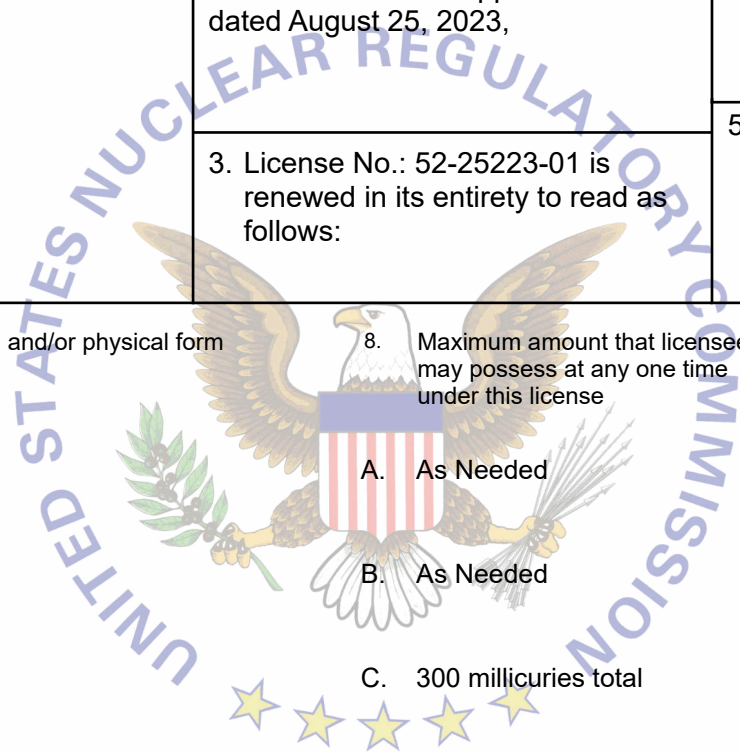 dated August 25, 2023,
5
3. License No.: 52-25223-01 is
renewed in its entirety to read as
follows:
and/or physical form
8. Maximum amount that licensee
may possess at any one time
under this license
A. As Needed
B. As Needed
C. 300 millicuries total
UNITED STATES NUCLEAR REGULATORY COMMISSION